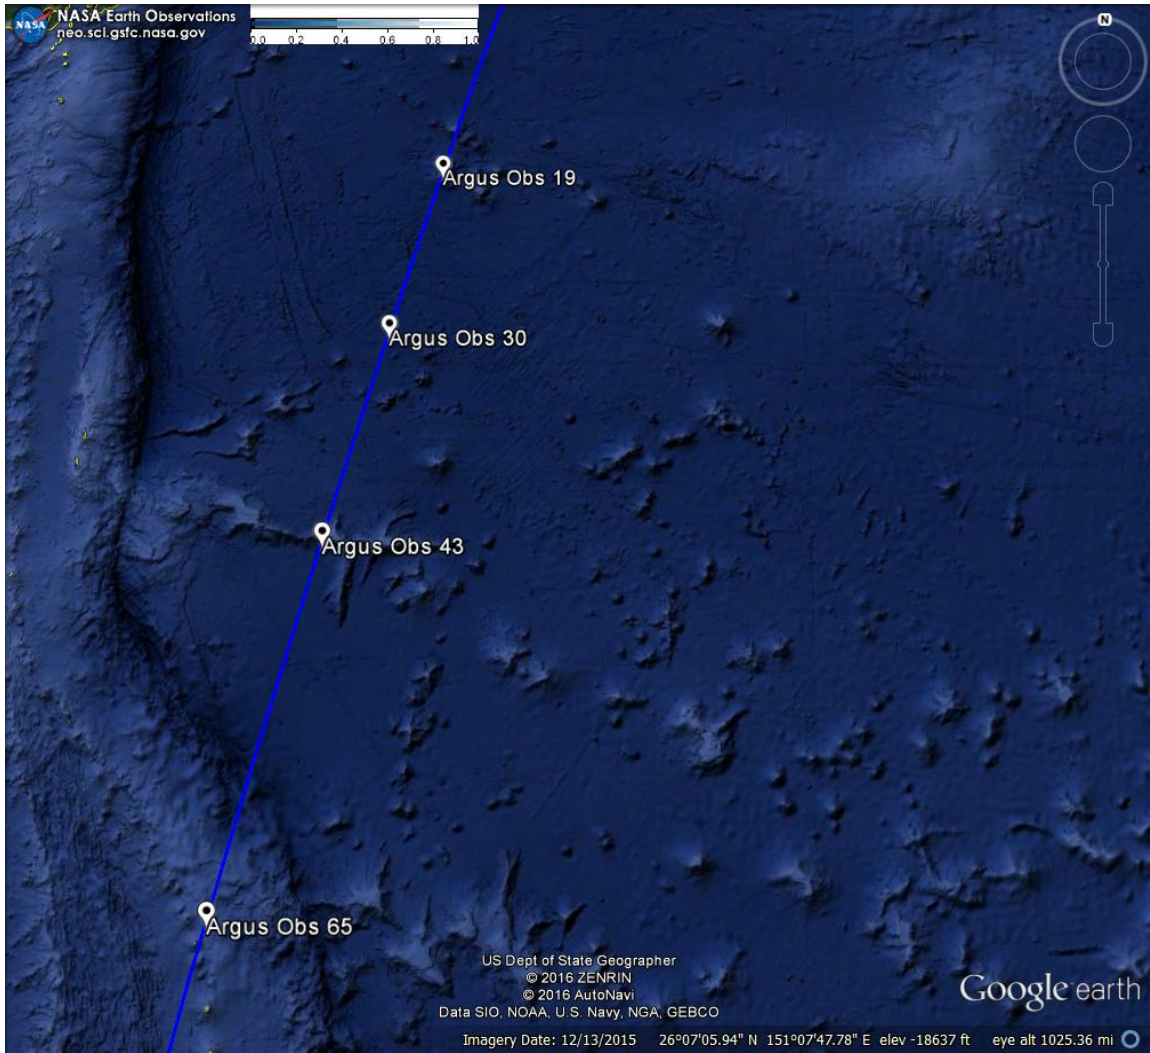 NASA
NASA Earth Observations
neo.sci.gsfc.nasa.gov
0.0 0.2 0.4 0.6 0.8 1.0
N
Argus Obs 19
Argus Obs 30
Argus Obs 43
Argus Obs 65
US Dept of State Geographer
© 2016 ZENRIN
© 2016 AutoNavi
Data SIO, NOAA, U.S. Navy, NGA, GEBCO
Google earth
Imagery Date: 12/13/2015 26°07'05.94" N 151°07'47.78" E elev -18637 ft eye alt 1025.36 mi